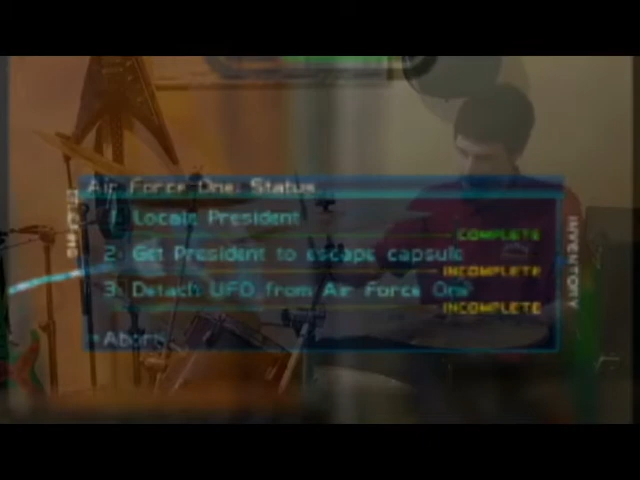 Air Force One: Status
1: Locate President
COMPLETE
2: Get President to escape capsule
INCOMPLETE
3: Detach UFO from Air Force One
INCOMPLETE
Abort
INVENTORY